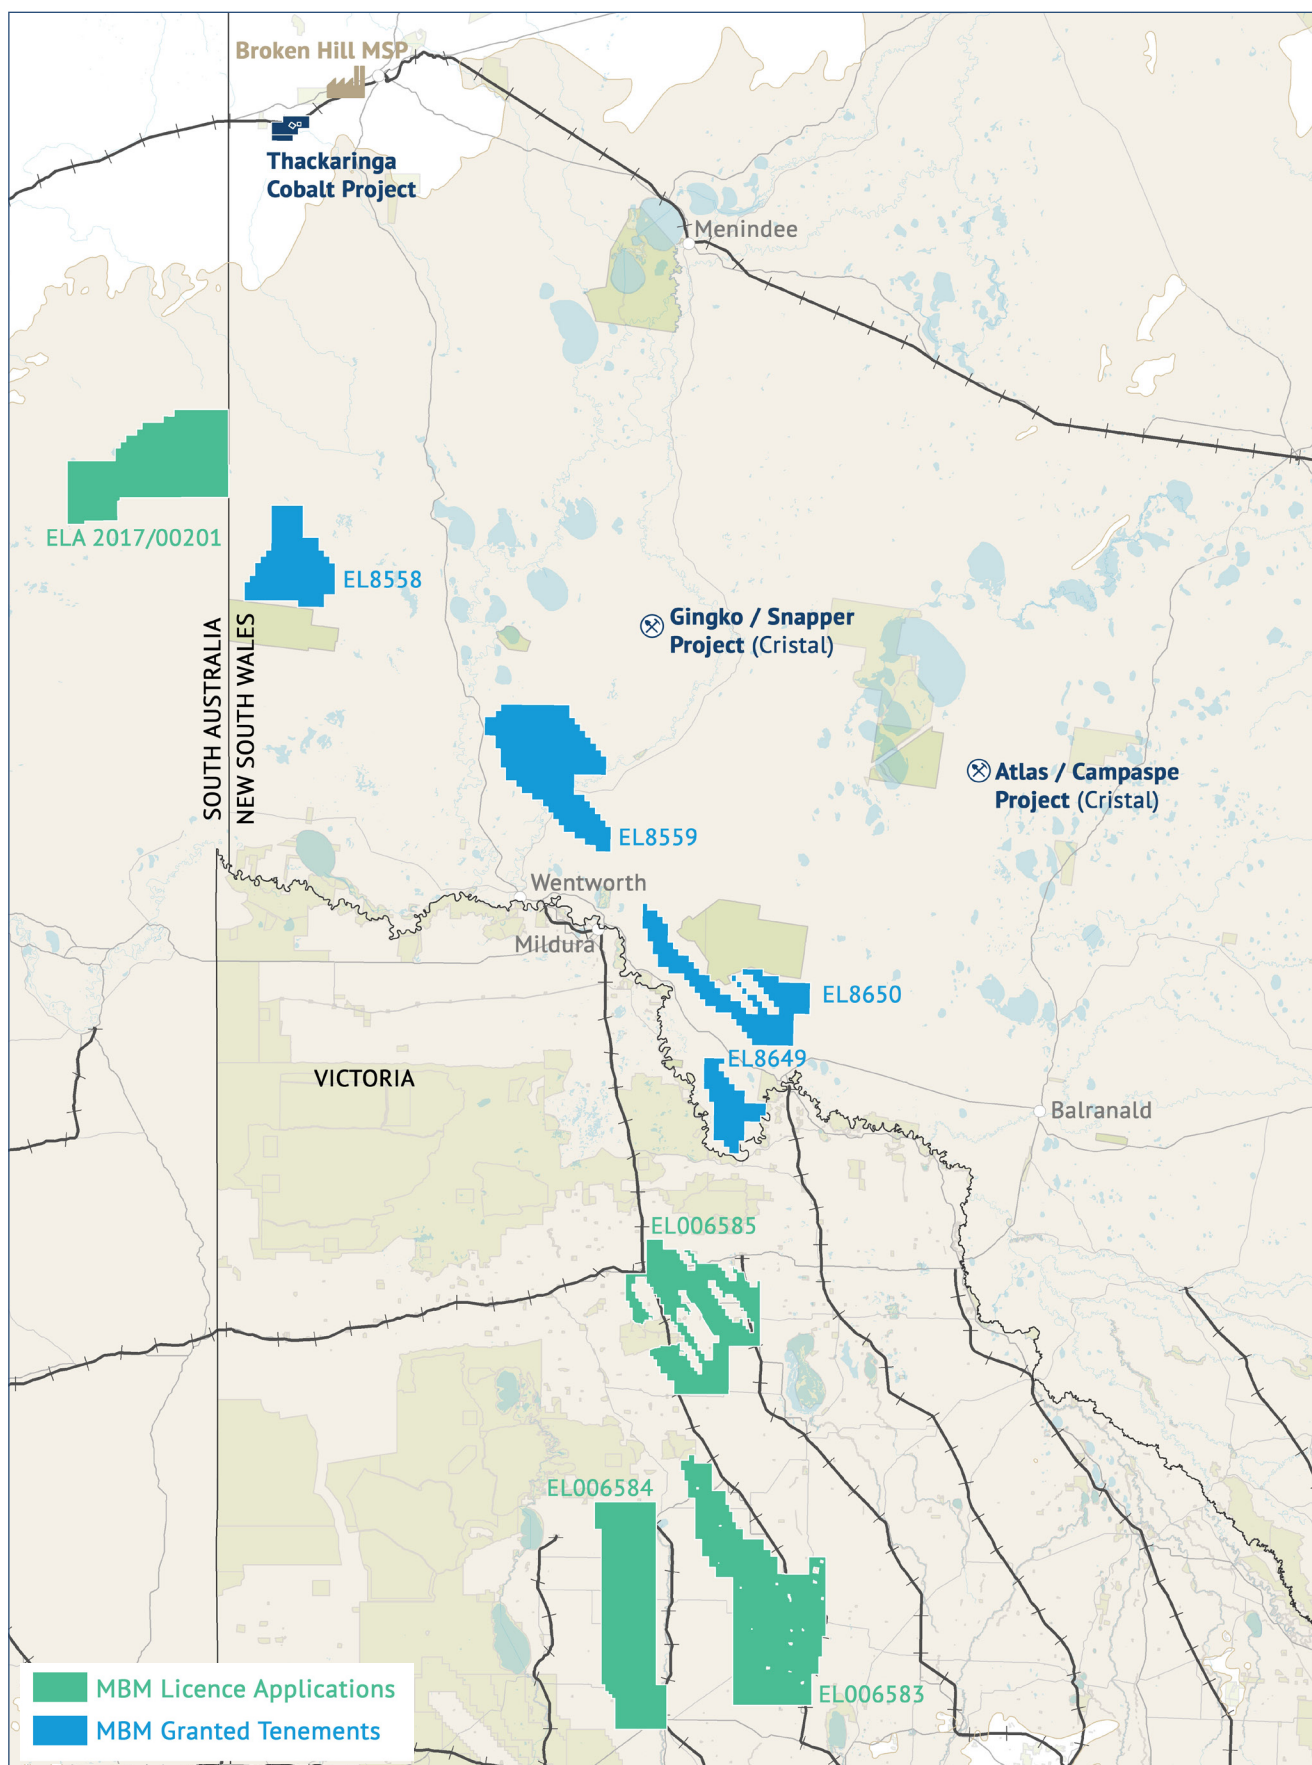 Broken Hill MSP
Thackaringa
Cobalt Project
Menindee
ELA 2017/00201
EL8558
SOUTH AUSTRALIA
NEW SOUTH WALES
Gingko / Snapper
Project (Cristal)
Atlas / Campaspe
Project (Cristal)
EL8559
Wentworth
Mildura
EL8650
EL8649
VICTORIA
Balranald
EL006585
EL006584
EL006583
MBM Licence Applications
MBM Granted Tenements